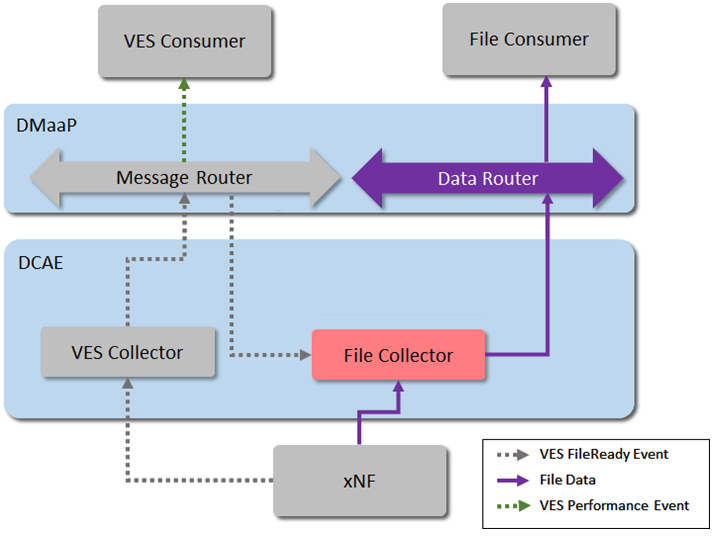 VES Consumer
File Consumer
DMaaP
Message Router
Data Router
DCAE
VES Collector
File Collector
xNF
VES FileReady Event
File Data
VES Performance Event